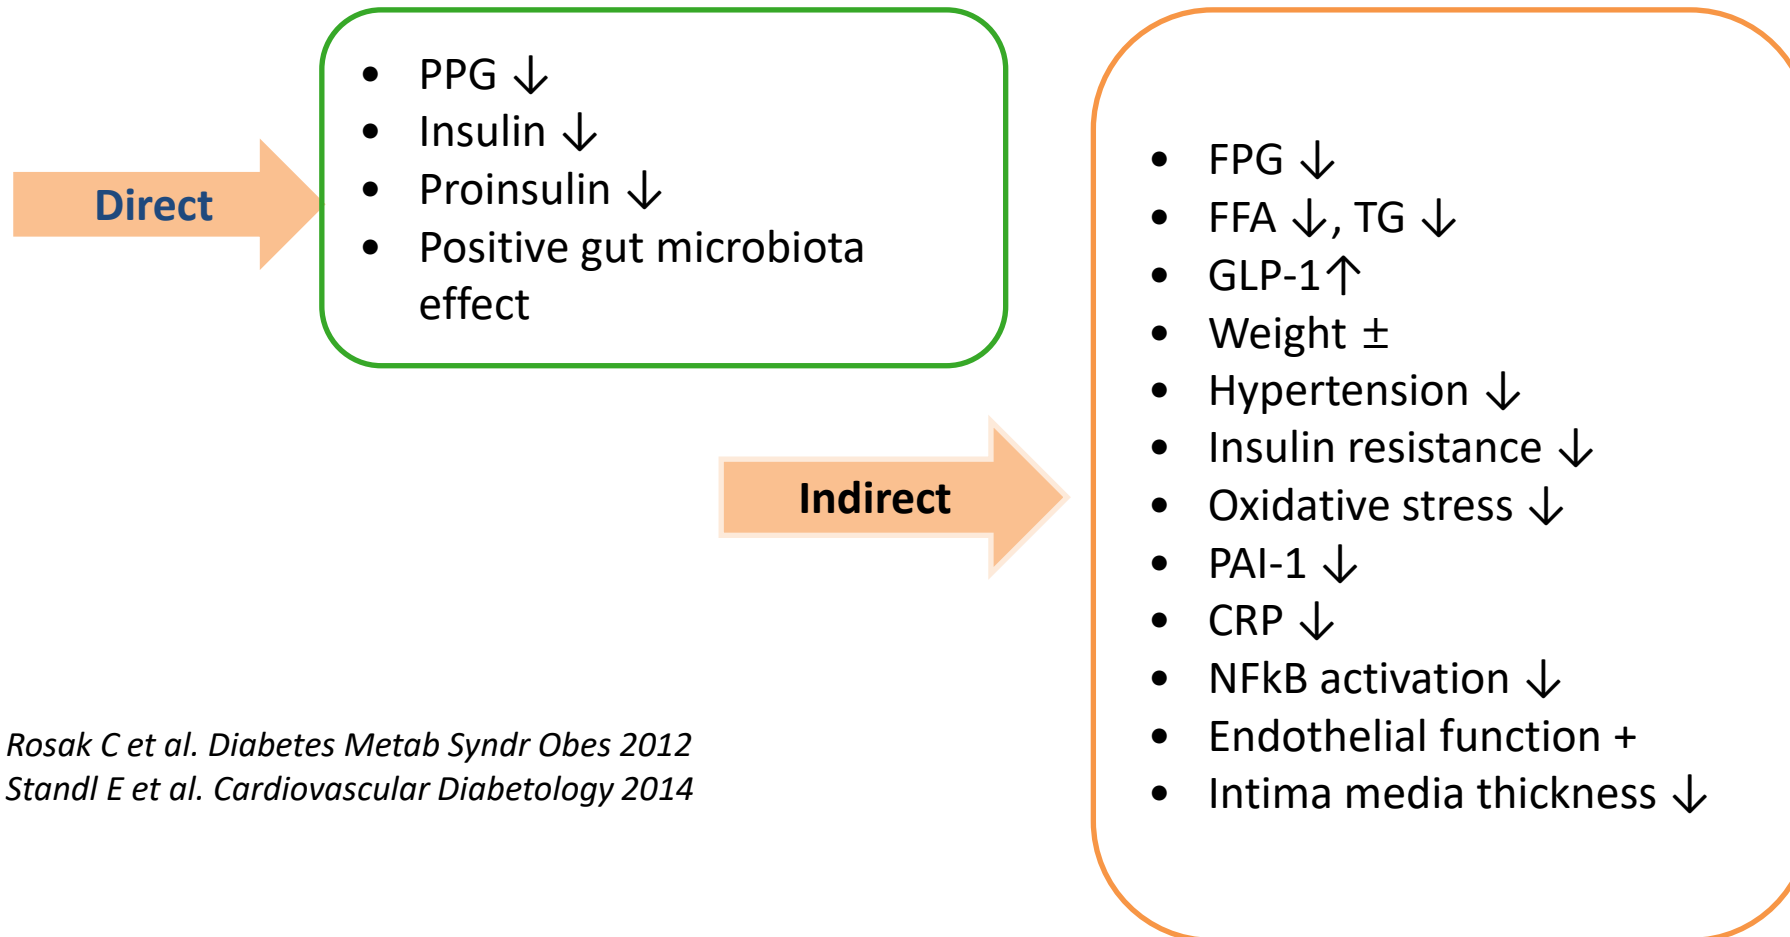 Direct
• PPG ↓
• Insulin ↓
• Proinsulin ↓
• Positive gut microbiota
effect
Indirect
• FPG ↓
• FFA ↓, TG ↓
• GLP-1↑
• Weight ±
• Hypertension ↓
• Insulin resistance ↓
• Oxidative stress ↓
• PAI-1 ↓
• CRP ↓
• NFkB activation ↓
• Endothelial function +
• Intima media thickness ↓
Rosak C et al. Diabetes Metab Syndr Obes 2012
Standl E et al. Cardiovascular Diabetology 2014